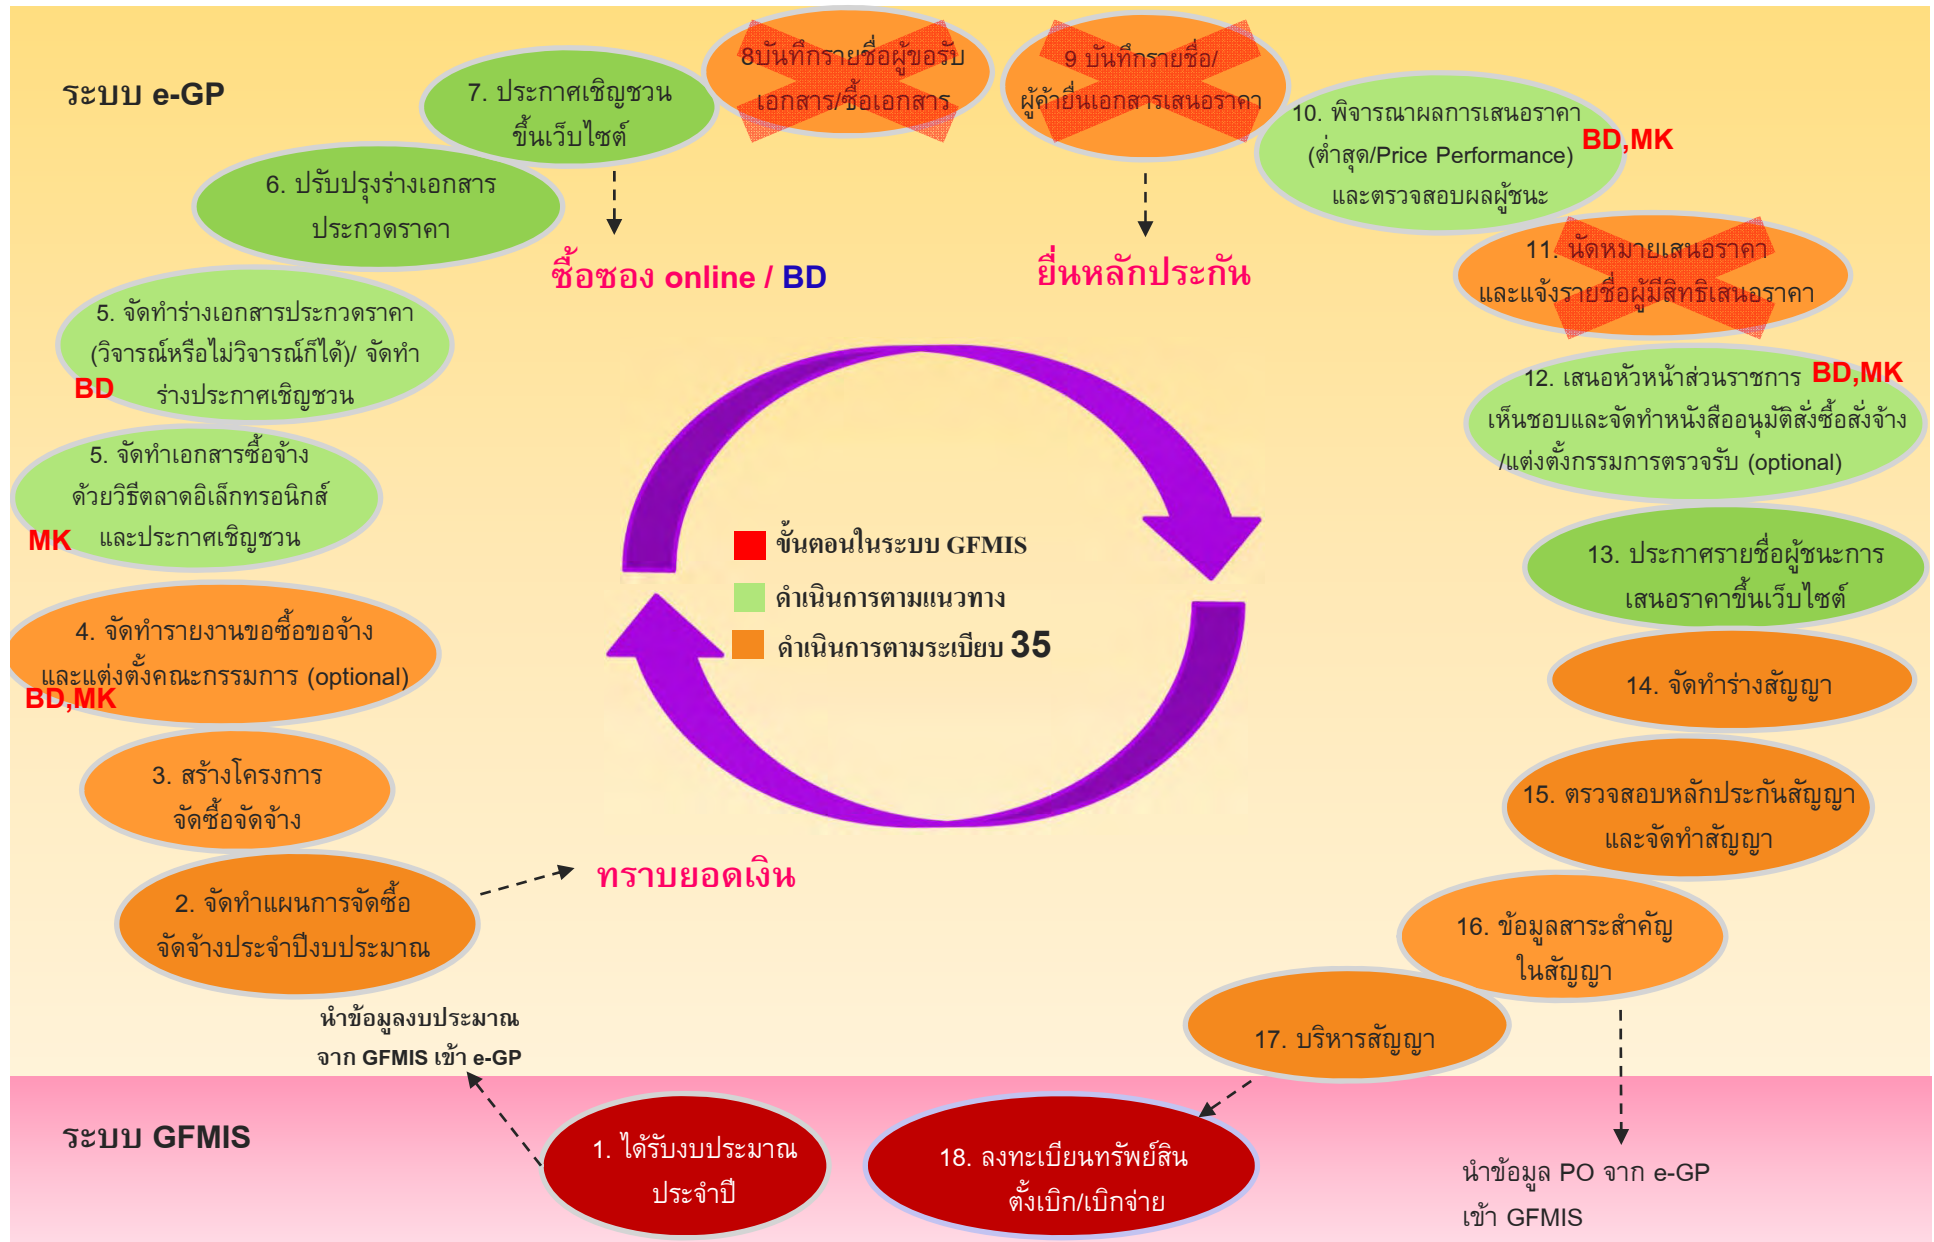 ระบบ e-GP
7. ประกาศเชิญชวน
ขึ้นเว็บไซต์
8บันทึกรายชื่อผู้ขอรับ
เอกสาร/ซื้อเอกสาร
9 บันทึกรายชื่อ/
ผู้ค้ายื่นเอกสารเสนอราคา
10. พิจารณาผลการเสนอราคา
(ต่ำสุด/Price Performance)
และตรวจสอบผลผู้ชนะ
BD,MK
6. ปรับปรุงร่างเอกสาร
ประกวดราคา
ซื้อซอง online / BD
ยื่นหลักประกัน
11. นัดหมายเสนอราคา
และแจ้งรายชื่อผู้มีสิทธิเสนอราคา
5. จัดทำร่างเอกสารประกวดราคา
(วิจารณ์หรือไม่วิจารณ์ก็ได้)/ จัดทำ
ร่างประกาศเชิญชวน
BD
12. เสนอหัวหน้าส่วนราชการ
เห็นชอบและจัดทำหนังสืออนุมัติสั่งซื้อสั่งจ้าง
/แต่งตั้งกรรมการตรวจรับ (optional)
BD,MK
5. จัดทำเอกสารซื้อจ้าง
ด้วยวิธีตลาดอิเล็กทรอนิกส์
และประกาศเชิญชวน
MK
ขั้นตอนในระบบ GFMIS
ดำเนินการตามแนวทาง
ดำเนินการตามระเบียบ 35
13. ประกาศรายชื่อผู้ชนะการ
เสนอราคาขึ้นเว็บไซต์
4. จัดทำรายงานขอซื้อขอจ้าง
และแต่งตั้งคณะกรรมการ (optional)
BD,MK
14. จัดทำร่างสัญญา
3. สร้างโครงการ
จัดซื้อจัดจ้าง
15. ตรวจสอบหลักประกันสัญญา
และจัดทำสัญญา
2. จัดทำแผนการจัดซื้อ
จัดจ้างประจำปีงบประมาณ
ทราบยอดเงิน
16. ข้อมูลสาระสำคัญ
ในสัญญา
นำข้อมูลงบประมาณ
จาก GFMIS เข้า e-GP
17. บริหารสัญญา
ระบบ GFMIS
1. ได้รับงบประมาณ
ประจำปี
18. ลงทะเบียนทรัพย์สิน
ตั้งเบิก/เบิกจ่าย
นำข้อมูล PO จาก e-GP
เข้า GFMIS